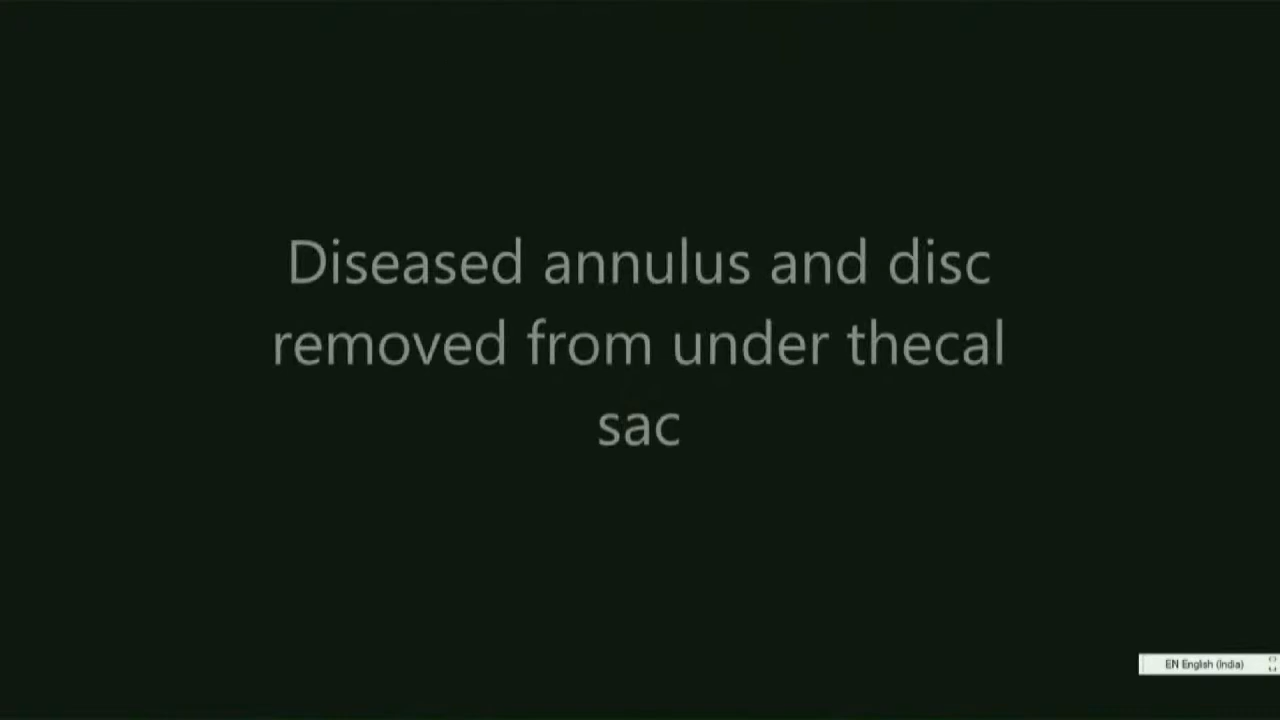 Diseased annulus and disc
removed from under thecal
sac
EN English (India)